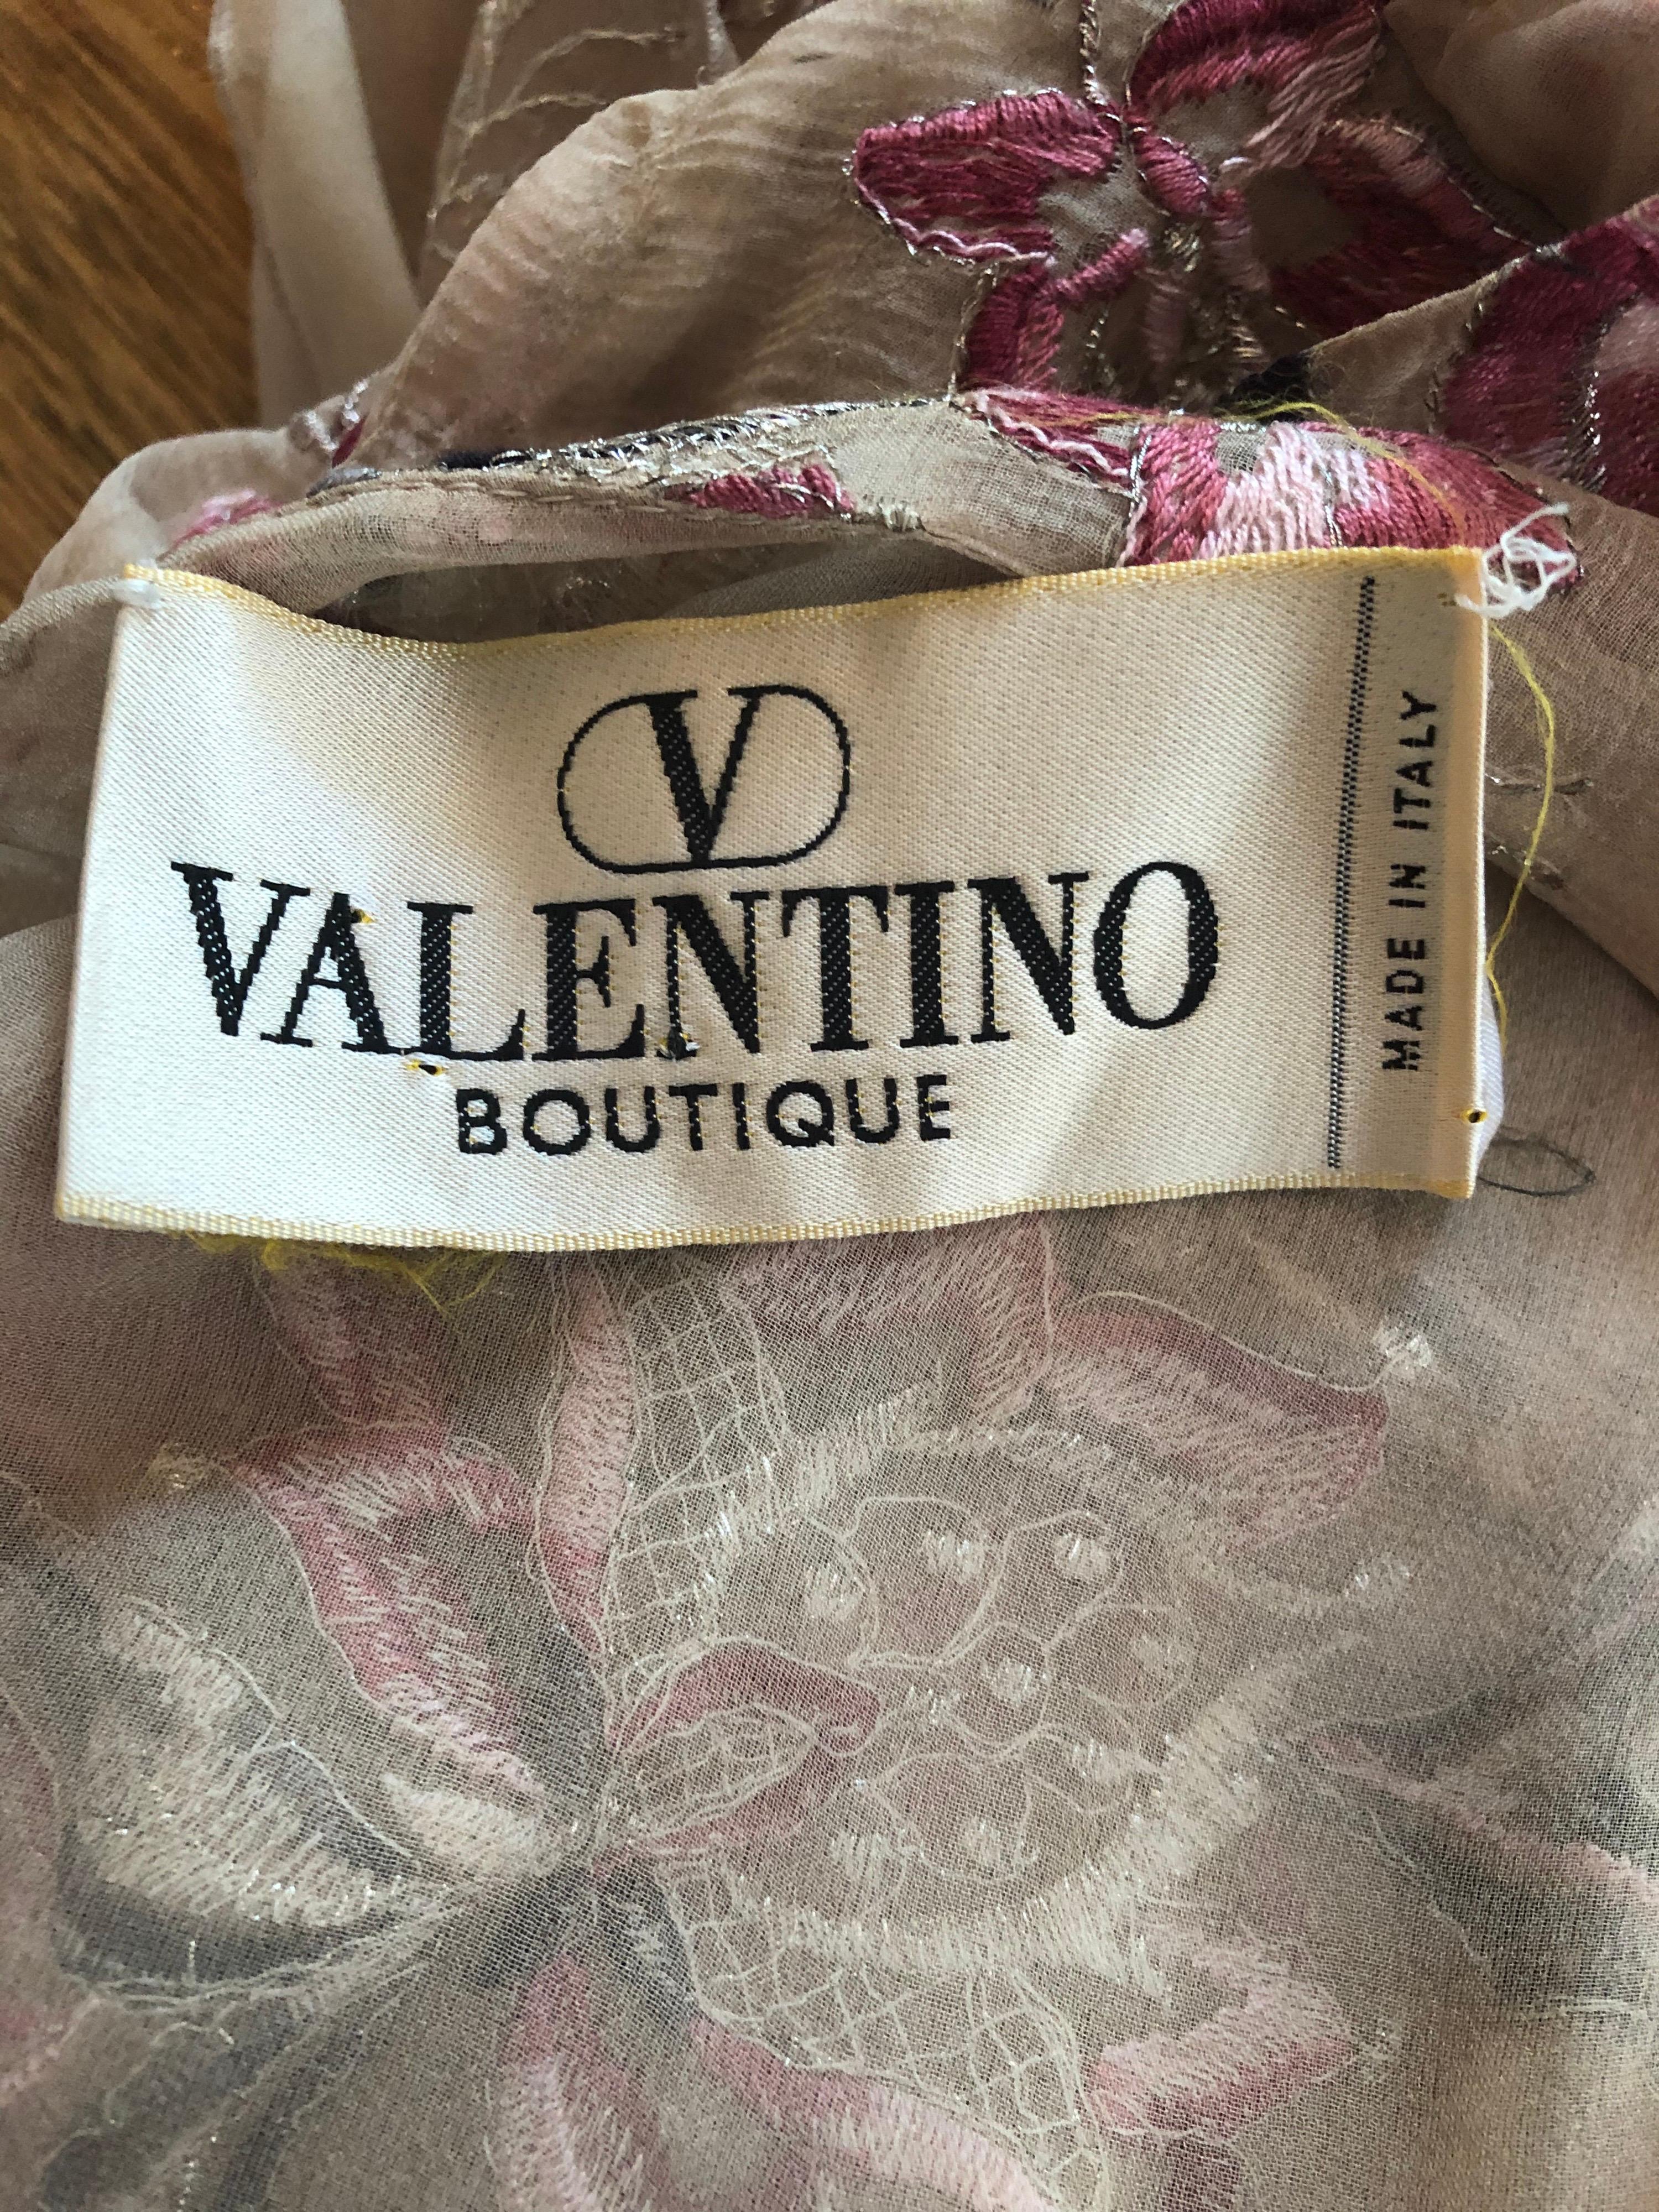 V
VALENTINO
BOUTIQUE
MADE IN ITALY